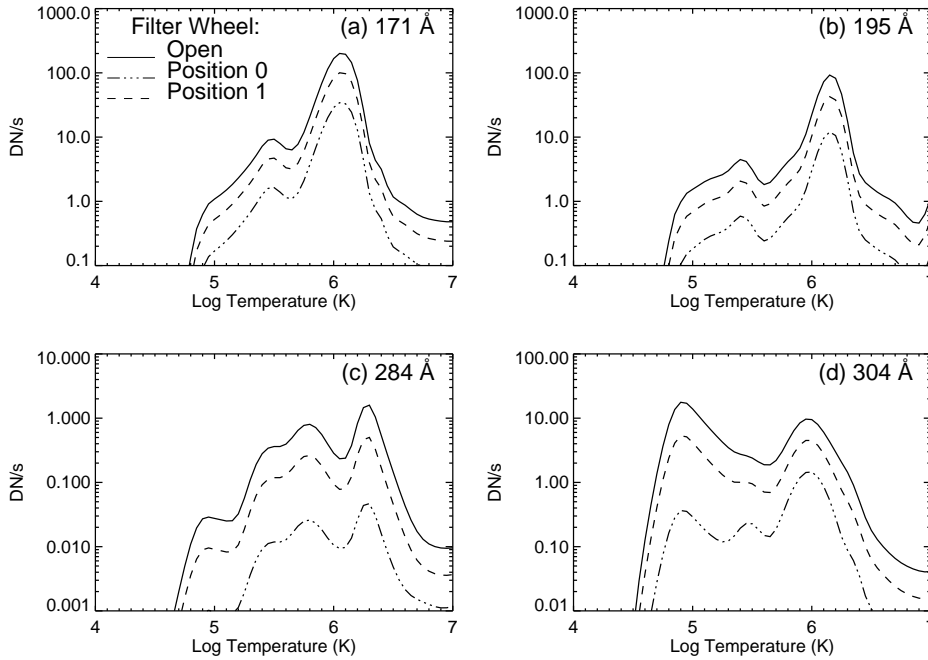 (a) 171 Å
Filter Wheel:
Open
Position 0
Position 1
1000.0
100.0
10.0
1.0
0.1
DN/s
4 5 6 7
Log Temperature (K)
(b) 195 Å
1000.0
100.0
10.0
1.0
0.1
DN/s
4 5 6 7
Log Temperature (K)
(c) 284 Å
10.000
1.000
0.100
0.010
0.001
DN/s
4 5 6 7
Log Temperature (K)
(d) 304 Å
100.00
10.00
1.00
0.10
0.01
DN/s
4 5 6 7
Log Temperature (K)